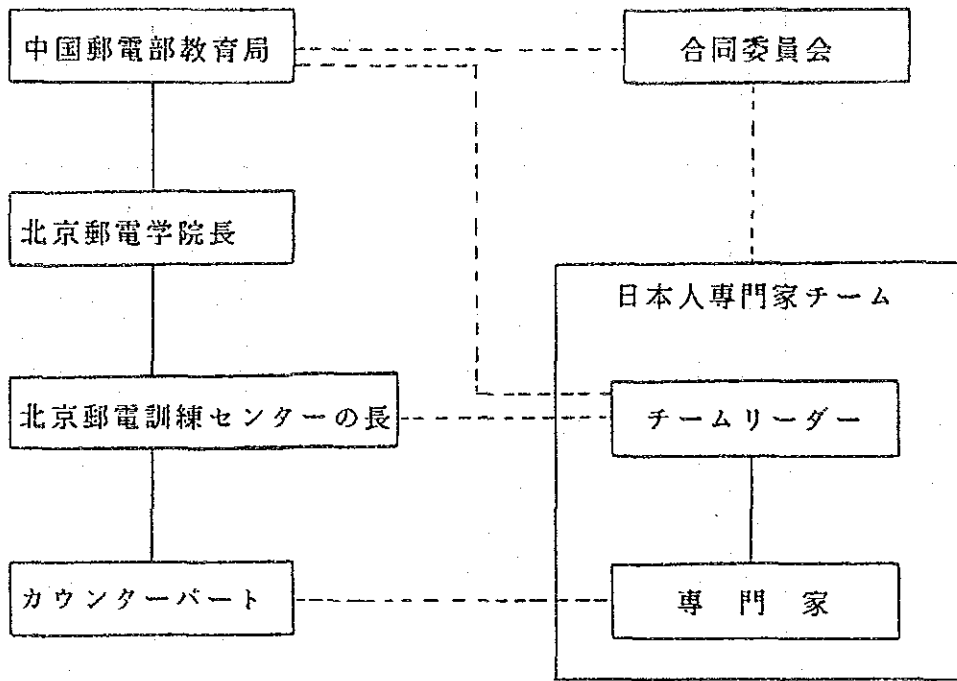 中国郵電部教育局
合同委員会
北京郵電学院長
日本人専門家チーム
北京郵電訓練センターの長
チームリーダー
カウンターパート
専門家